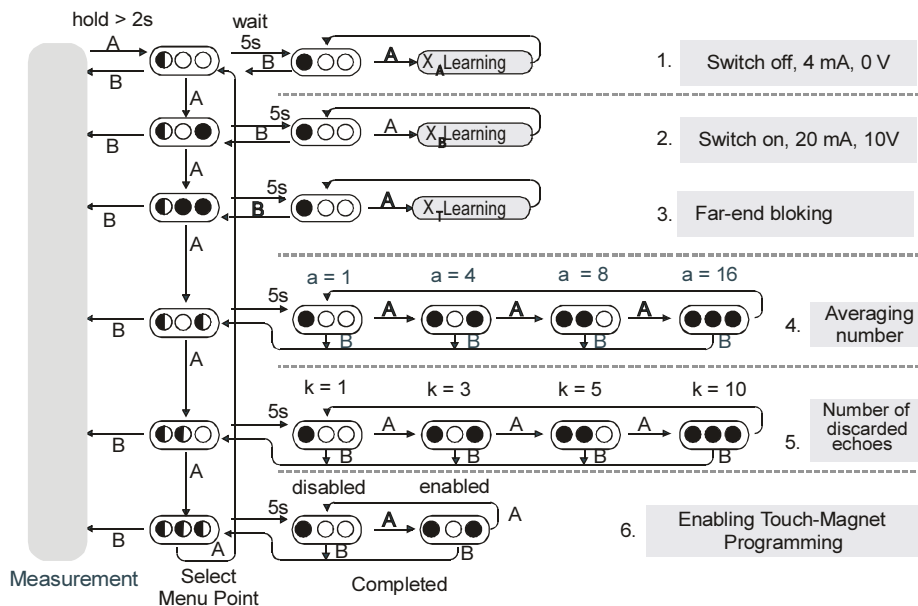 hold > 2s
wait
A
5s
B
B
A
X A Learning
1. Switch off, 4 mA, 0 V
A
5s
B
B
A
X B Learning
2. Switch on, 20 mA, 10V
A
5s
B
B
A
X T Learning
3. Far-end bloking
A
a = 1
a = 4
a = 8
a = 16
5s
B
A
A
A
B
B
B
B
4. Averaging
number
A
k = 1
k = 3
k = 5
k = 10
5s
B
A
A
A
B
B
B
B
5. Number of
discarded
echoes
A
disabled
enabled
5s
B
A
A
A
B
B
6. Enabling Touch-Magnet
Programming
Measurement
Select
Menu Point
Completed